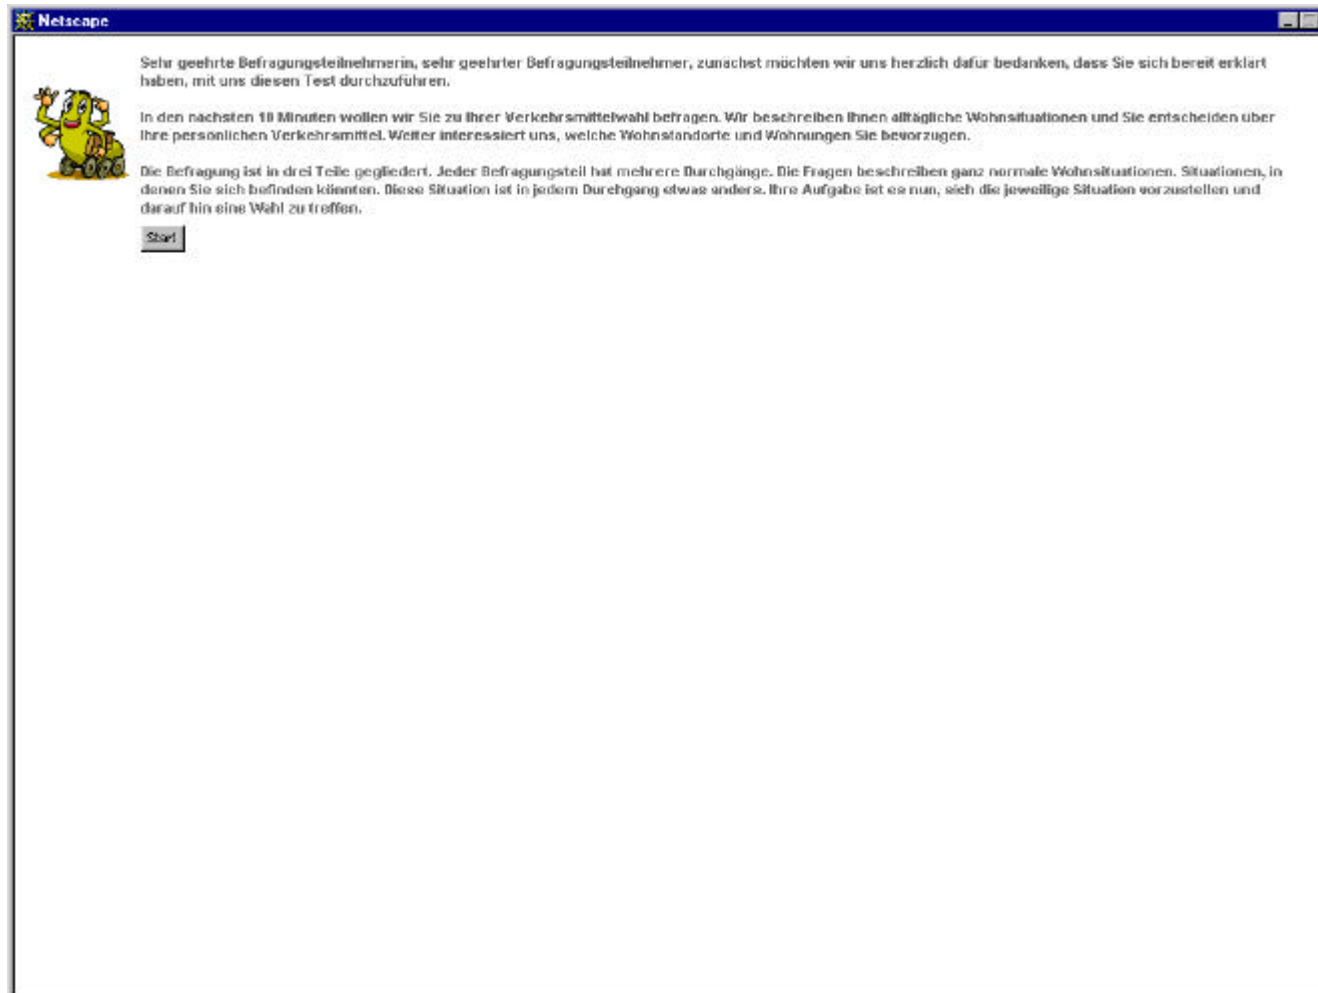 Netscape
Sehr geehrte Befragungsteilnehmerin, sehr geehrter Befragungsteilnehmer, zunächst möchten wir uns herzlich dafür bedanken, dass Sie sich bereit erklärt
haben, mit uns diesen Test durchzuführen.
In den nächsten 10 Minuten wollen wir Sie zu Ihrer Verkehrsmittelwahl befragen. Wir beschreiben Ihnen alltägliche Wohnsituationen und Sie entscheiden über
Ihre persönlichen Verkehrsmittel. Weiter interessiert uns, welche Wohnstandorte und Wohnungen Sie bevorzugen.
Die Befragung ist in drei Teile gegliedert. Jeder Befragungsteil hat mehrere Durchgänge. Die Fragen beschreiben ganz normale Wohnsituationen. Situationen, in
denen Sie sich befinden könnten. Diese Situation ist in jedem Durchgang etwas anders. Ihre Aufgabe ist es nun, sich die jeweilige Situation vorzustellen und
darauf hin eine Wahl zu treffen.
Start